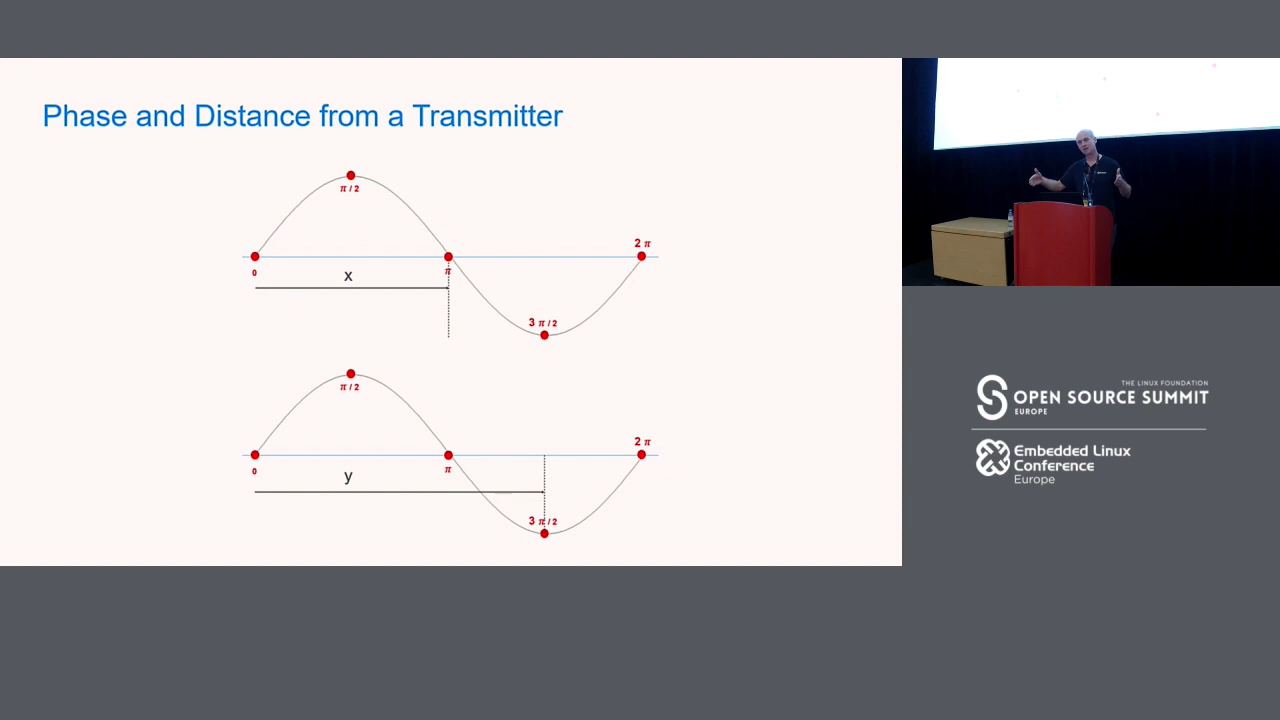 Phase and Distance from a Transmitter
π / 2
0
π
2 π
x
3 π / 2
π / 2
0
π
2 π
y
3 π / 2
THE LINUX FOUNDATION
OPEN SOURCE SUMMIT
EUROPE
Embedded Linux
Conference
Europe